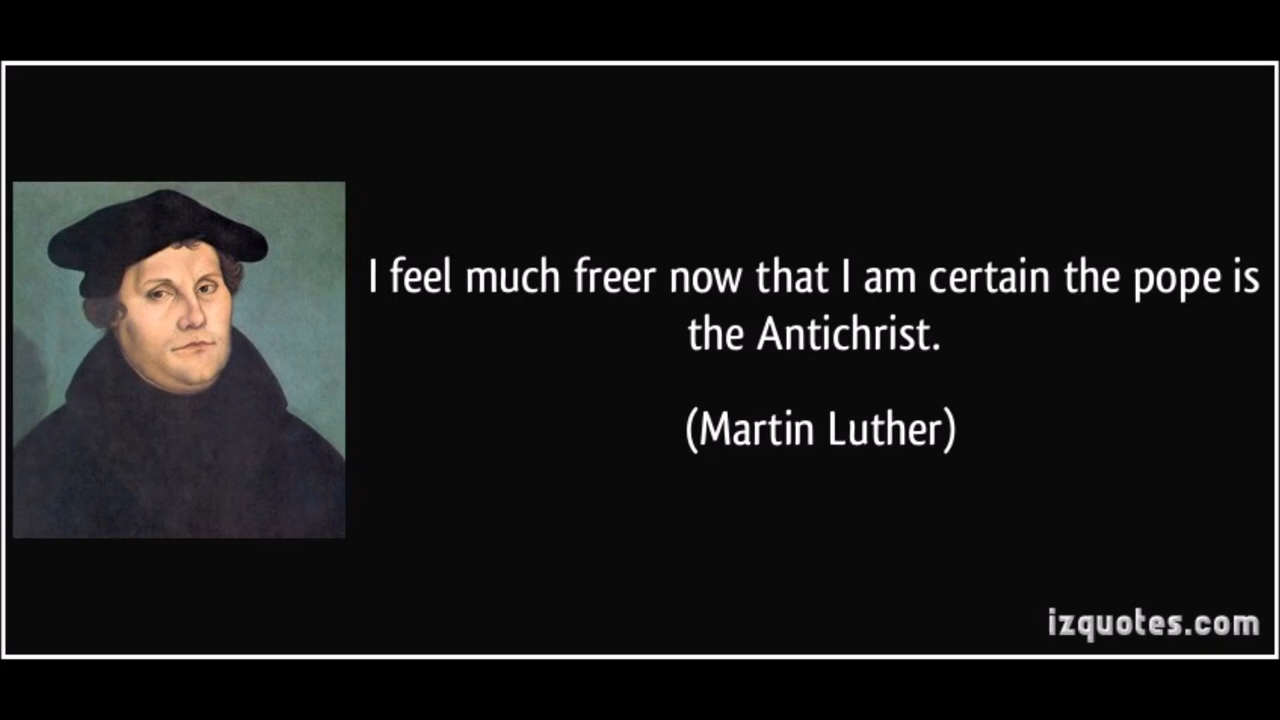 I feel much freer now that I am certain the pope is
the Antichrist.
(Martin Luther)
izquotes.com